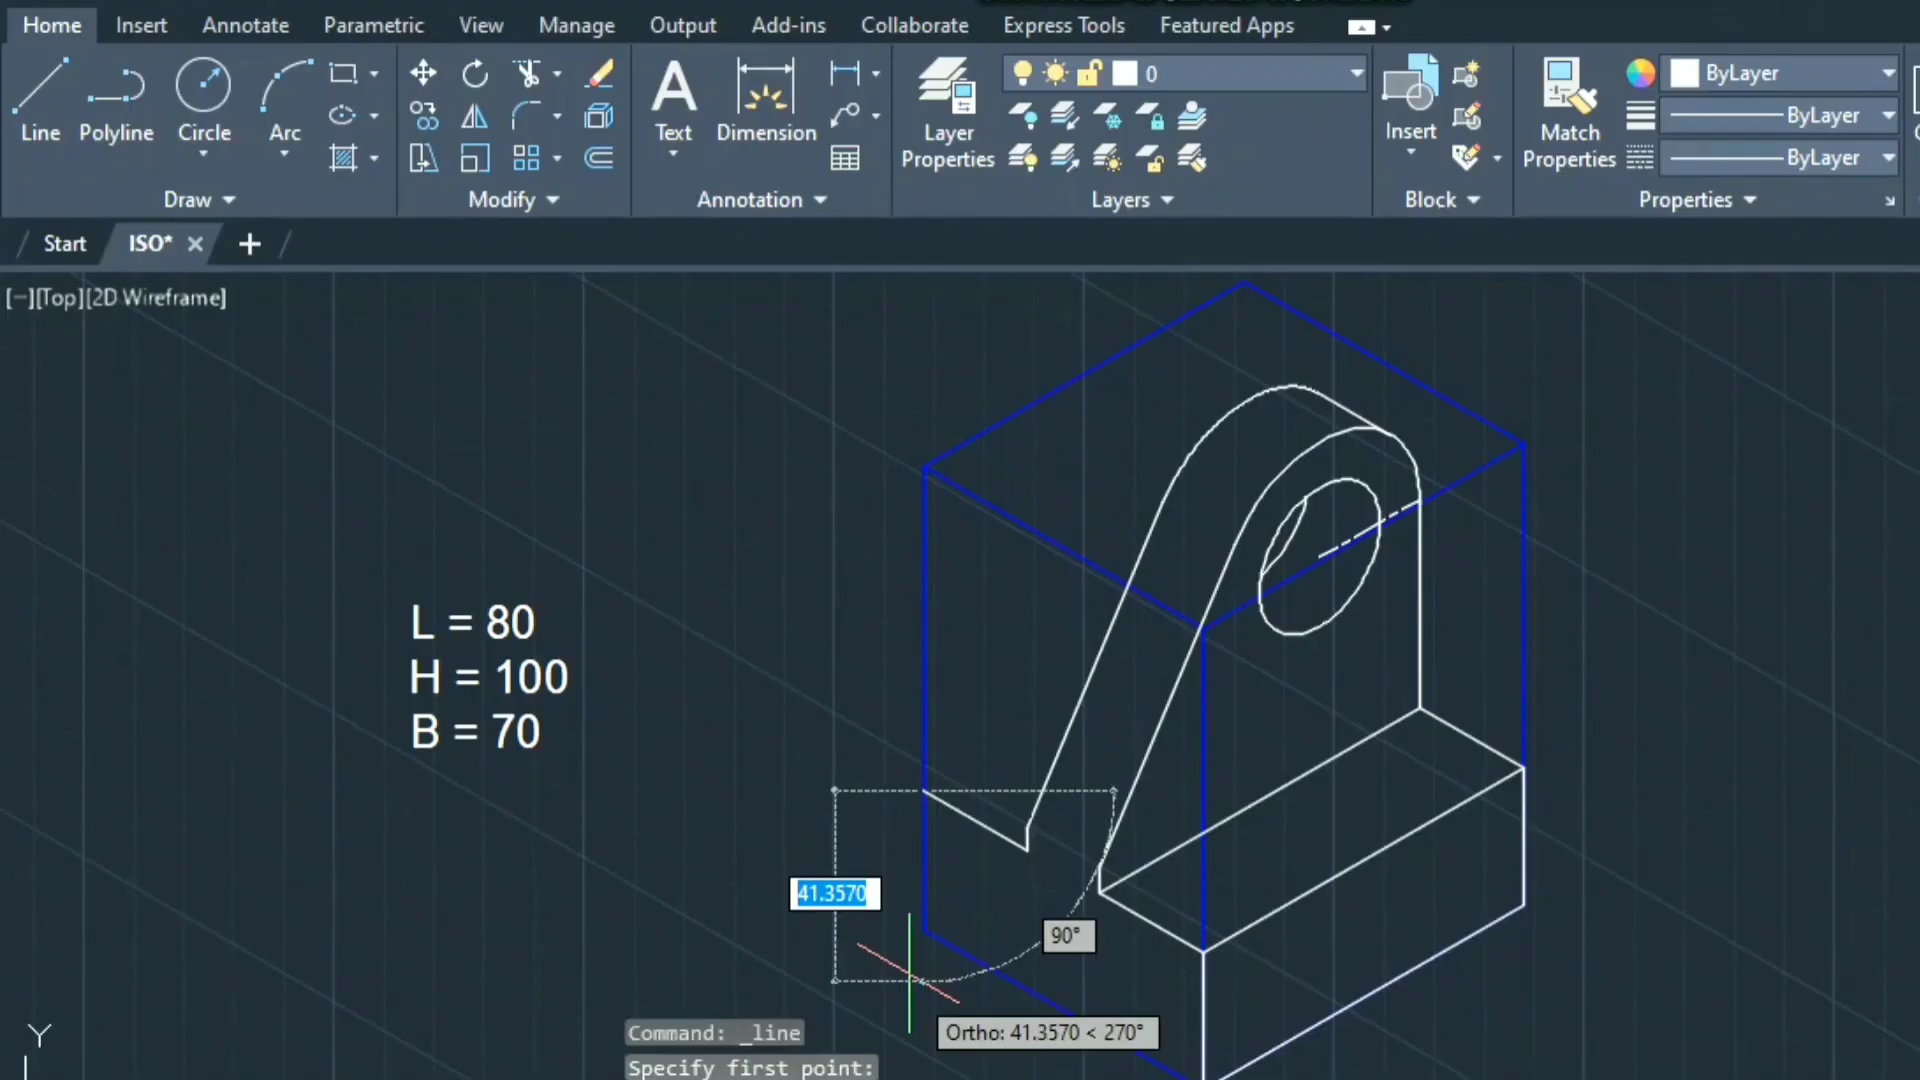 Home Insert Annotate Parametric View Manage Output Add-ins Collaborate Express Tools Featured Apps
Line Polyline Circle Arc
Text Dimension
Layer Properties
0
Insert
Match Properties
ByLayer
ByLayer
ByLayer
Draw Modify Annotation Layers Block Properties
Start ISO*
[−][Top][2D Wireframe]
L = 80
H = 100
B = 70
41.3570
90°
Ortho: 41.3570 < 270°
Command: _line
Specify first point:
Y